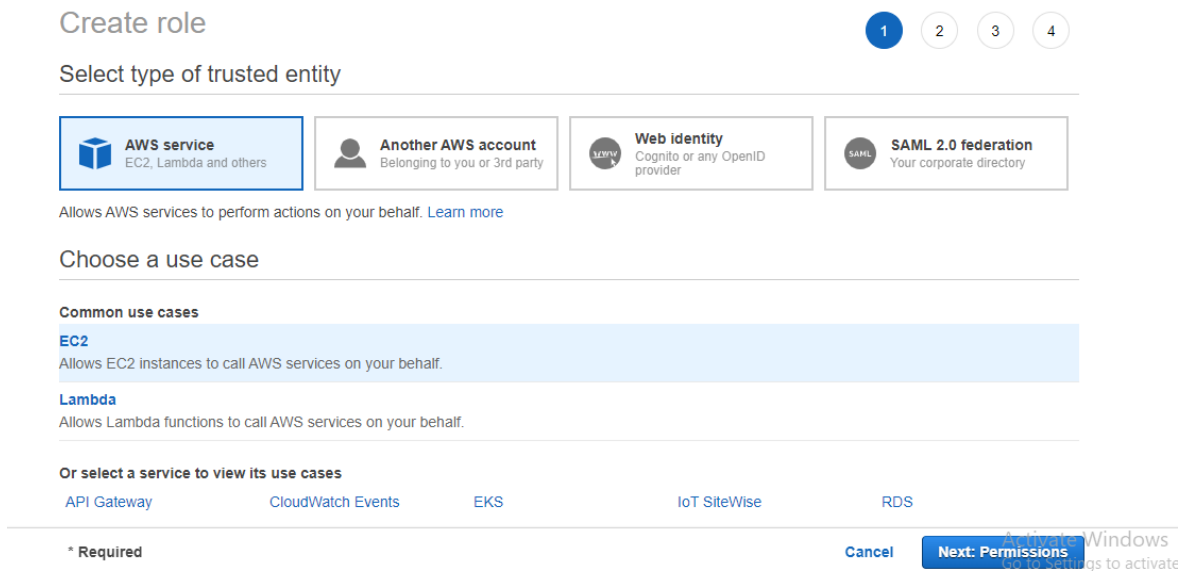 Create role
1 2 3 4
Select type of trusted entity
AWS service
EC2, Lambda and others
Another AWS account
Belonging to you or 3rd party
www
Web identity
Cognito or any OpenID
provider
SAML
SAML 2.0 federation
Your corporate directory
Allows AWS services to perform actions on your behalf. Learn more
Choose a use case
Common use cases
EC2
Allows EC2 instances to call AWS services on your behalf.
Lambda
Allows Lambda functions to call AWS services on your behalf.
Or select a service to view its use cases
API Gateway CloudWatch Events EKS IoT SiteWise RDS
* Required
Cancel
Next: Permissions
Activate Windows
Go to Settings to activate